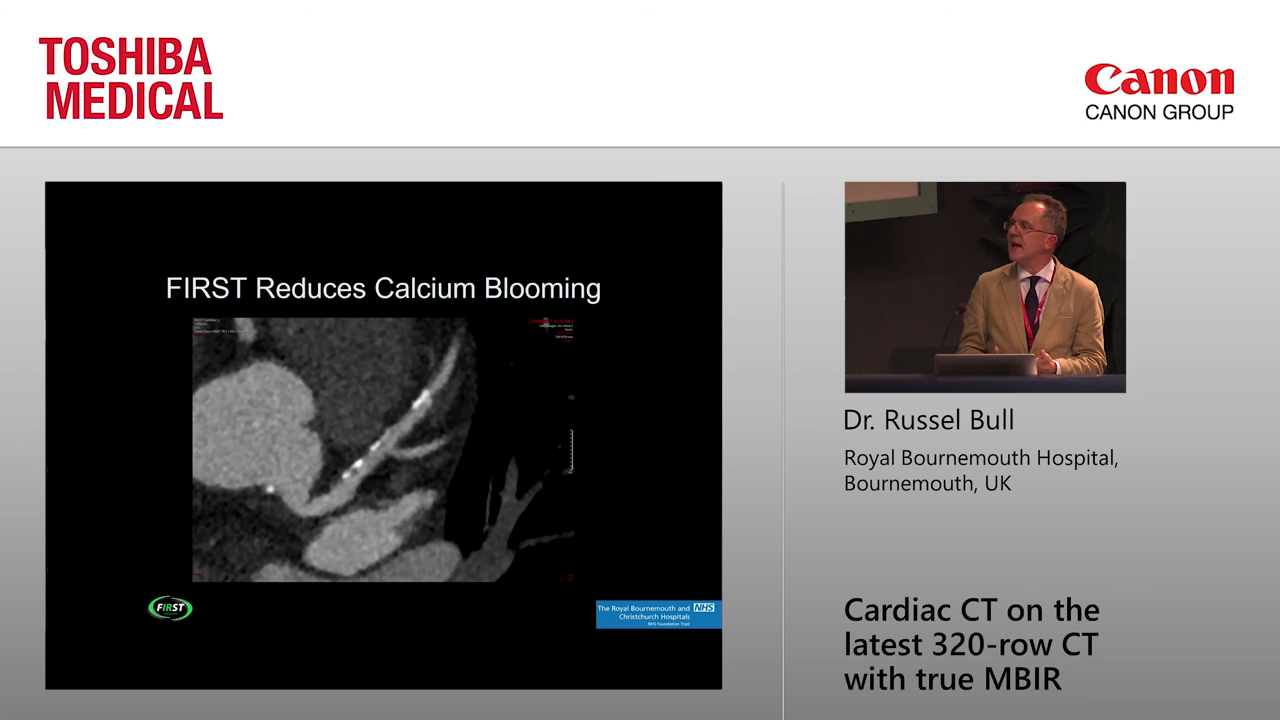 TOSHIBA
MEDICAL
Canon
CANON GROUP
FIRST Reduces Calcium Blooming
FIRST
The Royal Bournemouth and
Christchurch Hospitals
NHS
NHS Foundation Trust
Dr. Russel Bull
Royal Bournemouth Hospital,
Bournemouth, UK
Cardiac CT on the
latest 320-row CT
with true MBIR